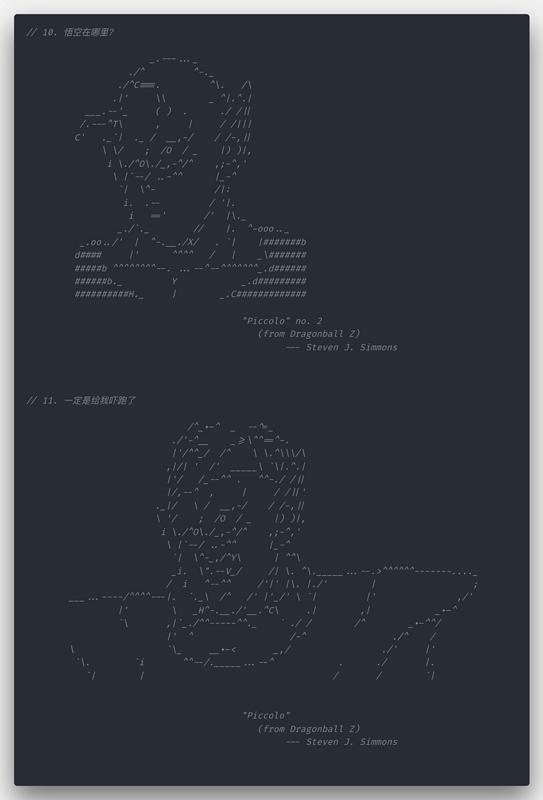 // 10. 悟空在哪里?
"Piccolo" no. 2
(from Dragonball Z)
--- Steven J. Simmons
// 11. 一定是给我吓跑了
"Piccolo"
(from Dragonball Z)
--- Steven J. Simmons